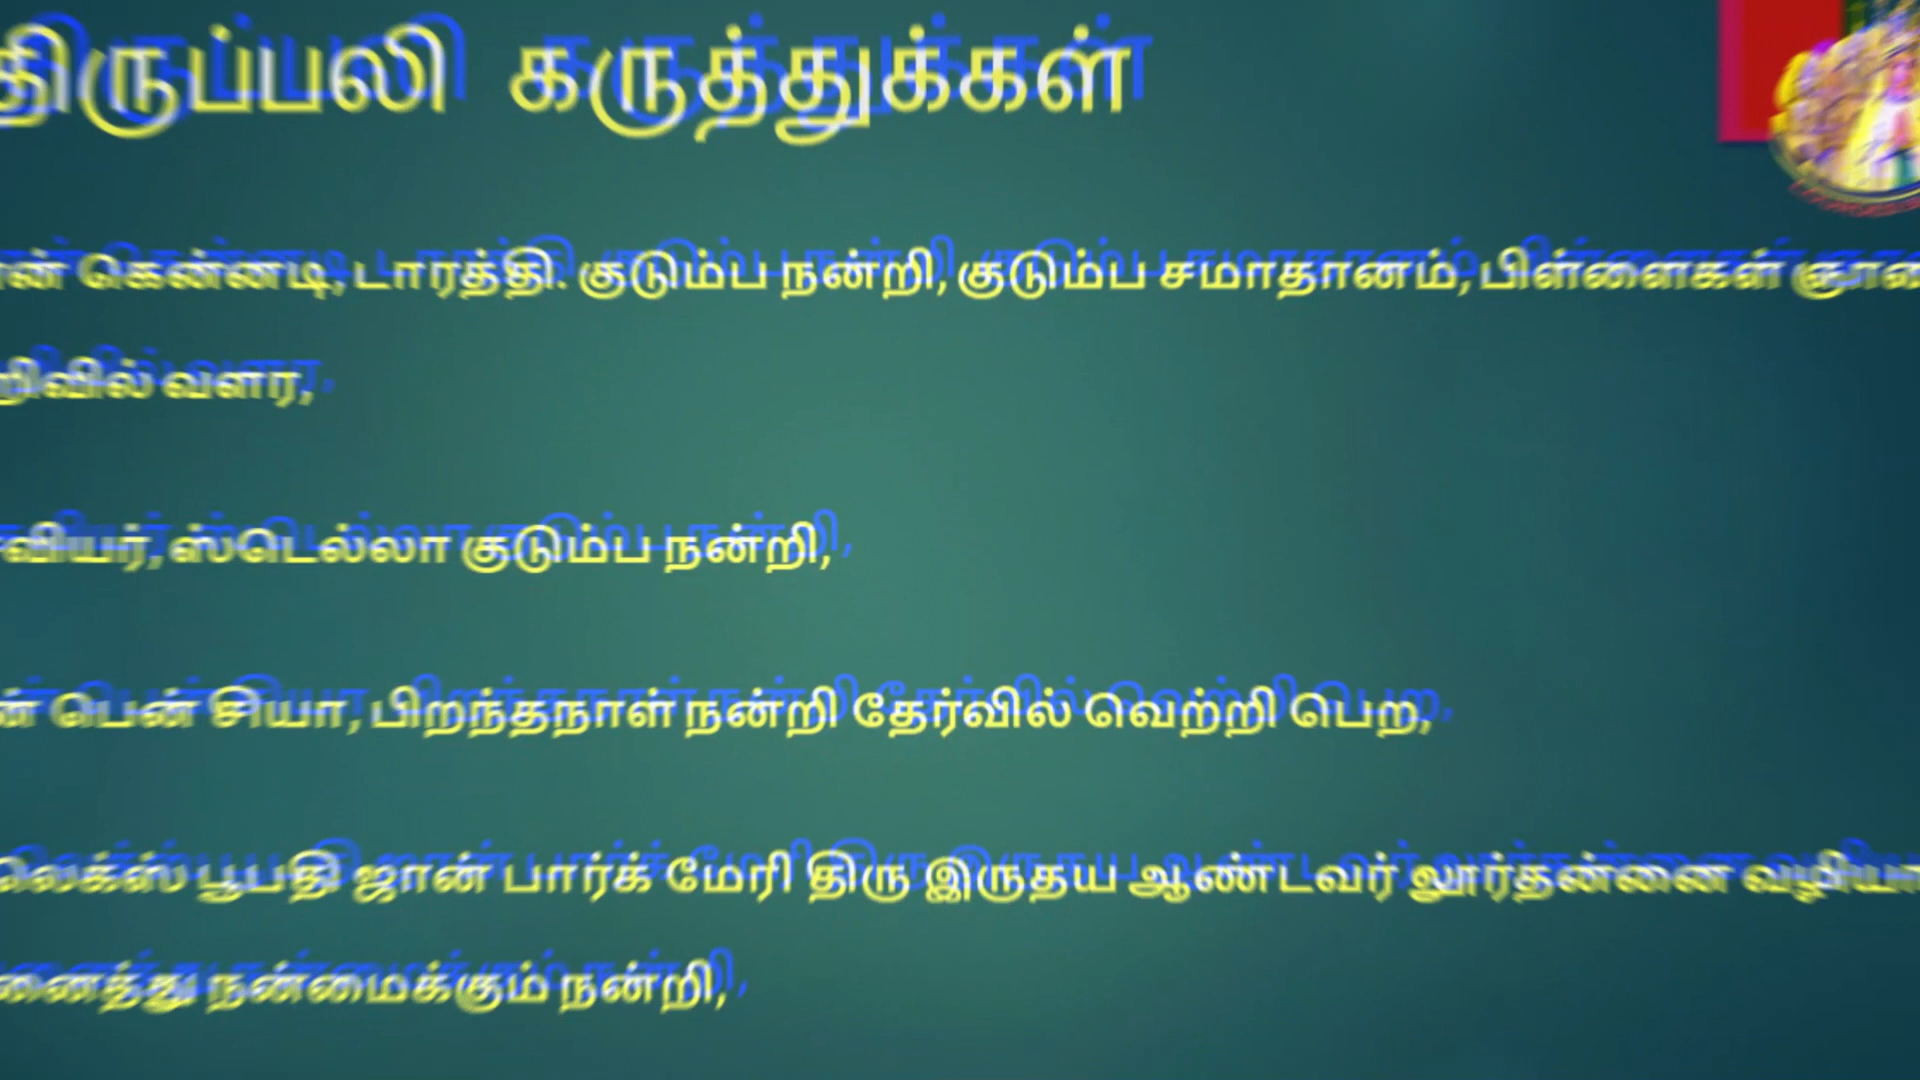 திருப்பலி கருத்துக்கள்
கென்னடி, டாரத்தி. குடும்ப நன்றி, குடும்ப சமாதானம், பிள்ளைகள்
வளர,
ஸ்டெல்லா குடும்ப நன்றி,
பென் சியா, பிறந்தநாள் நன்றி தேர்வில் வெற்றி பெற,
பூபதி ஜான் பார்க் மேரி திரு இருதய ஆண்டவர் லூர்தன்னை
நன்மைக்கும் நன்றி,